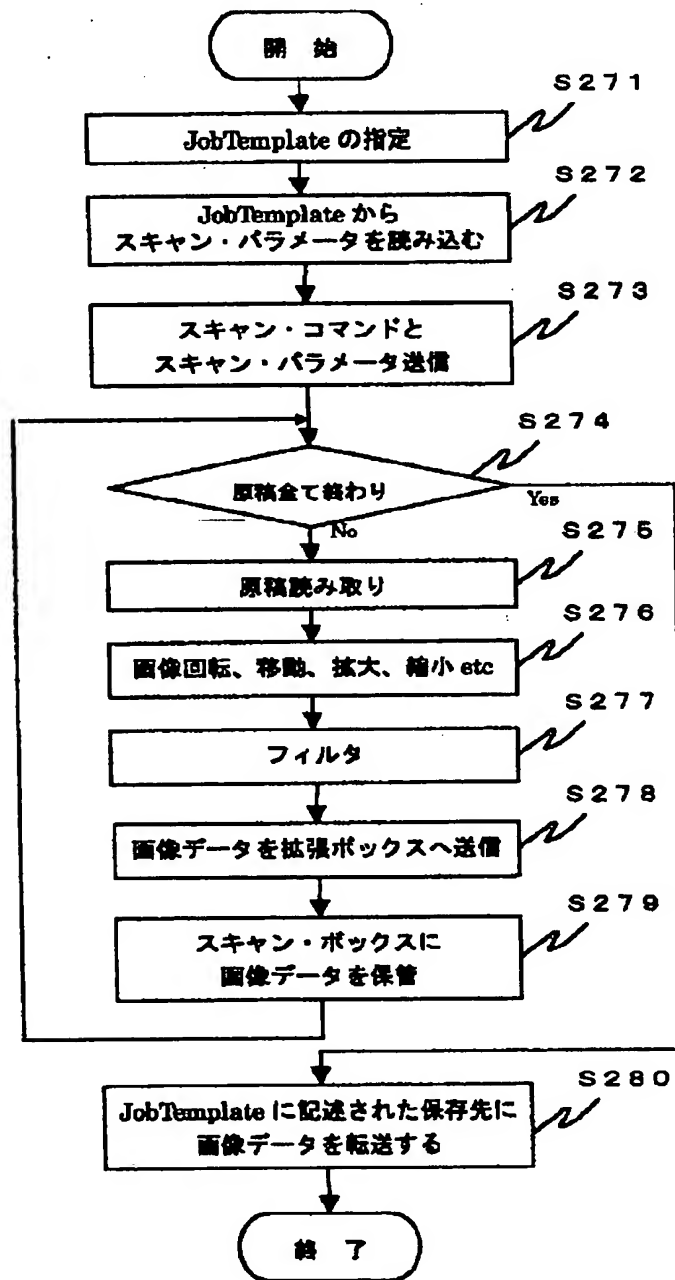 開 始
S271
JobTemplate の指定
S272
JobTemplate から
スキャン・パラメータを読み込む
S273
スキャン・コマンドと
スキャン・パラメータ送信
S274
原稿全て終わり
Yes
No
S275
原稿読み取り
S276
画像回転、移動、拡大、縮小 etc
S277
フィルタ
S278
画像データを拡張ボックスへ送信
S279
スキャン・ボックスに
画像データを保管
S280
JobTemplate に記述された保存先に
画像データを転送する
終 了